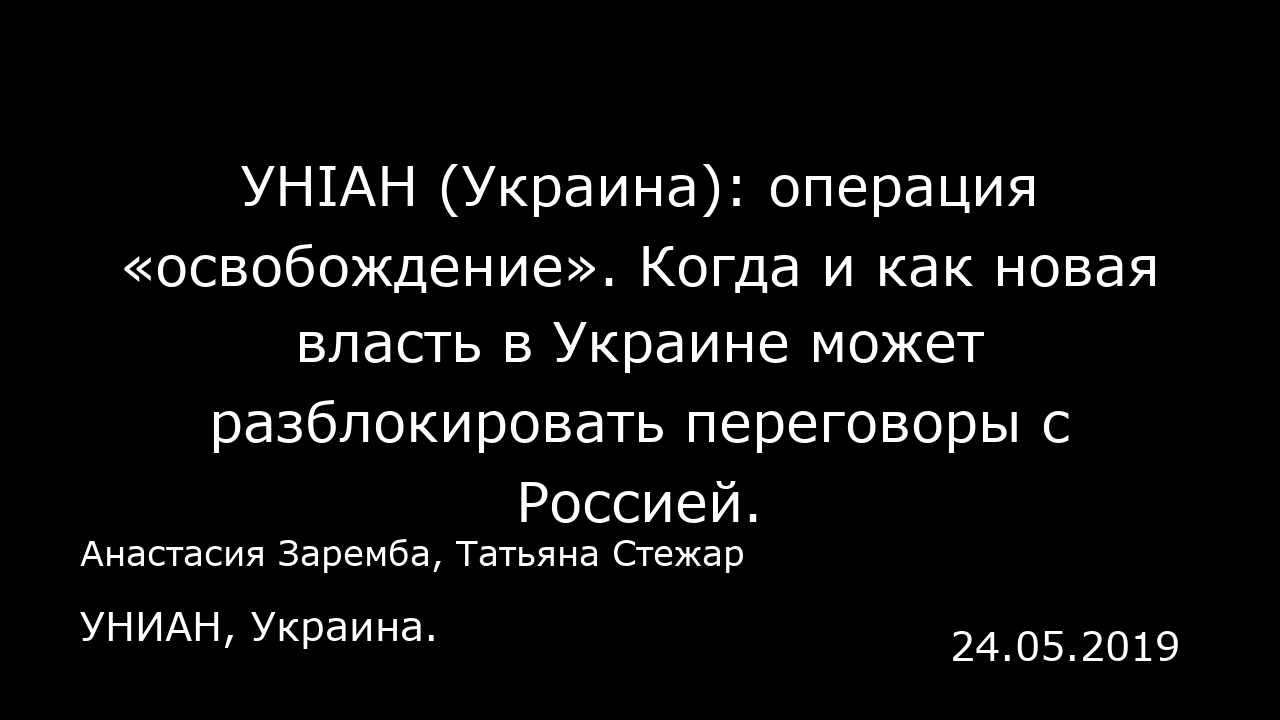 УНІАН (Украина): операция
«освобождение». Когда и как новая
власть в Украине может
разблокировать переговоры с
Россией.
Анастасия Заремба, Татьяна Стежар
УНИАН, Украина.
24.05.2019